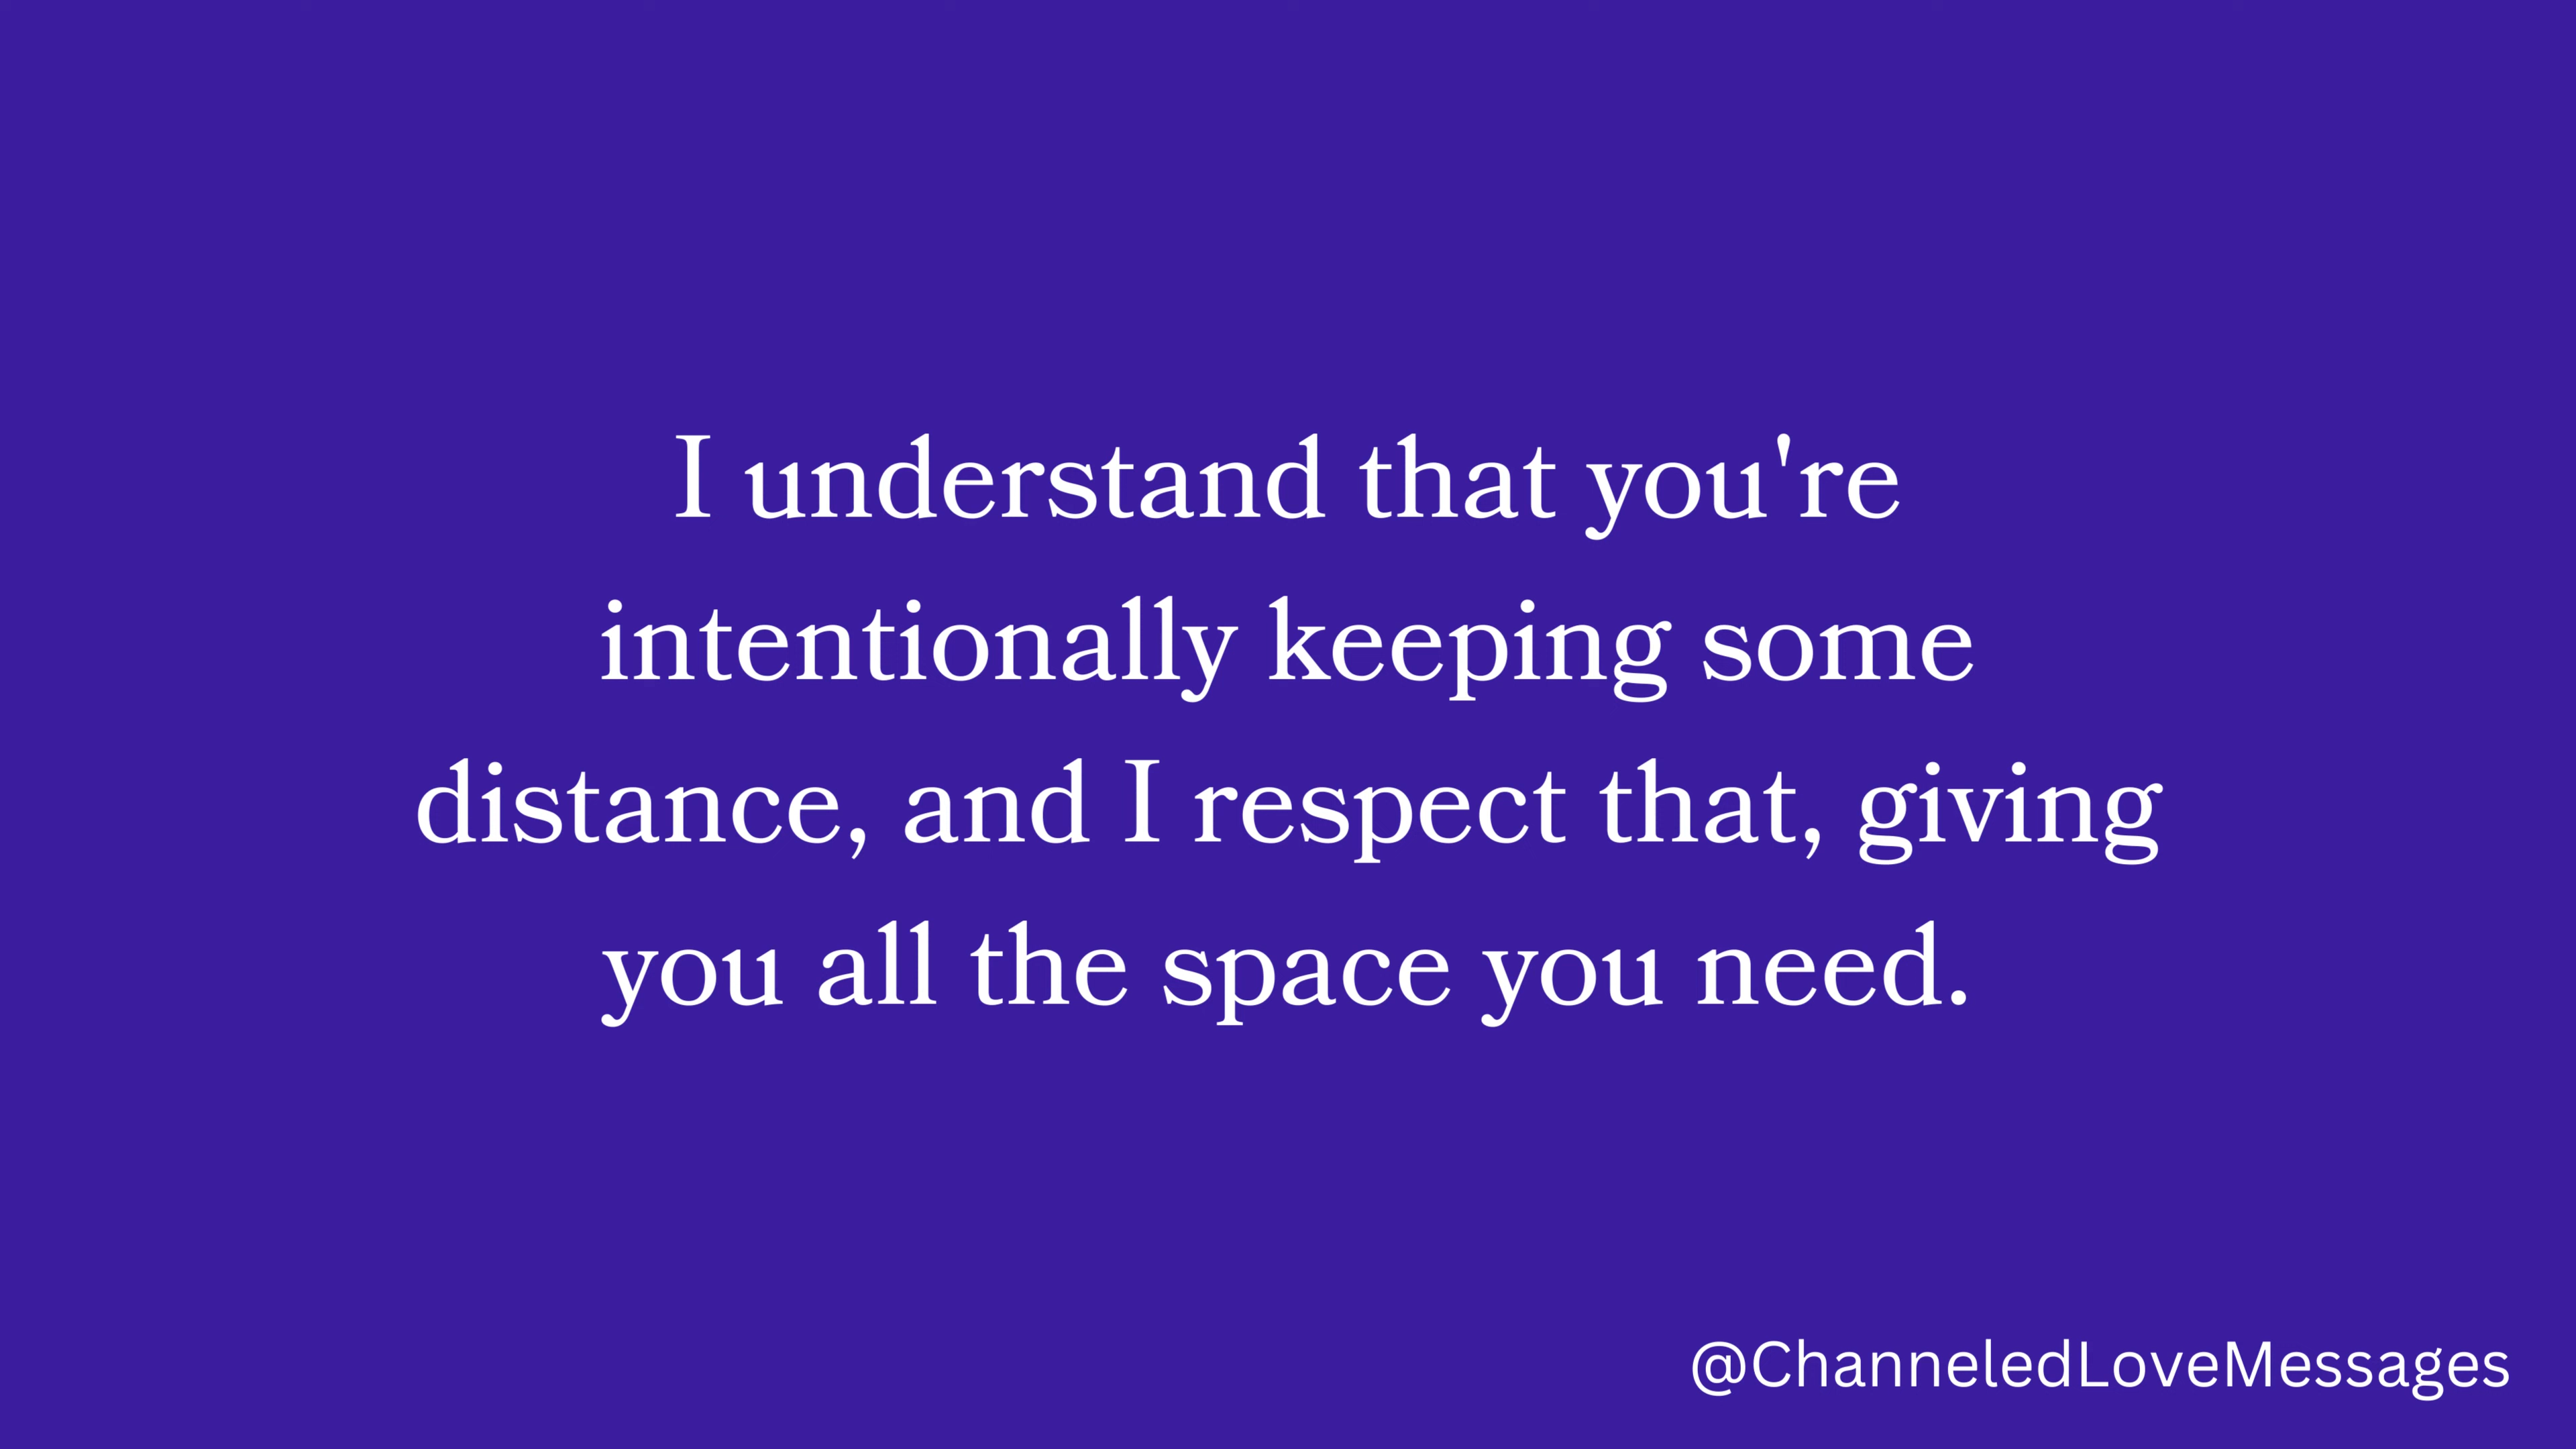 I understand that you're
intentionally keeping some
distance, and I respect that, giving
you all the space you need.
@ChanneledLoveMessages